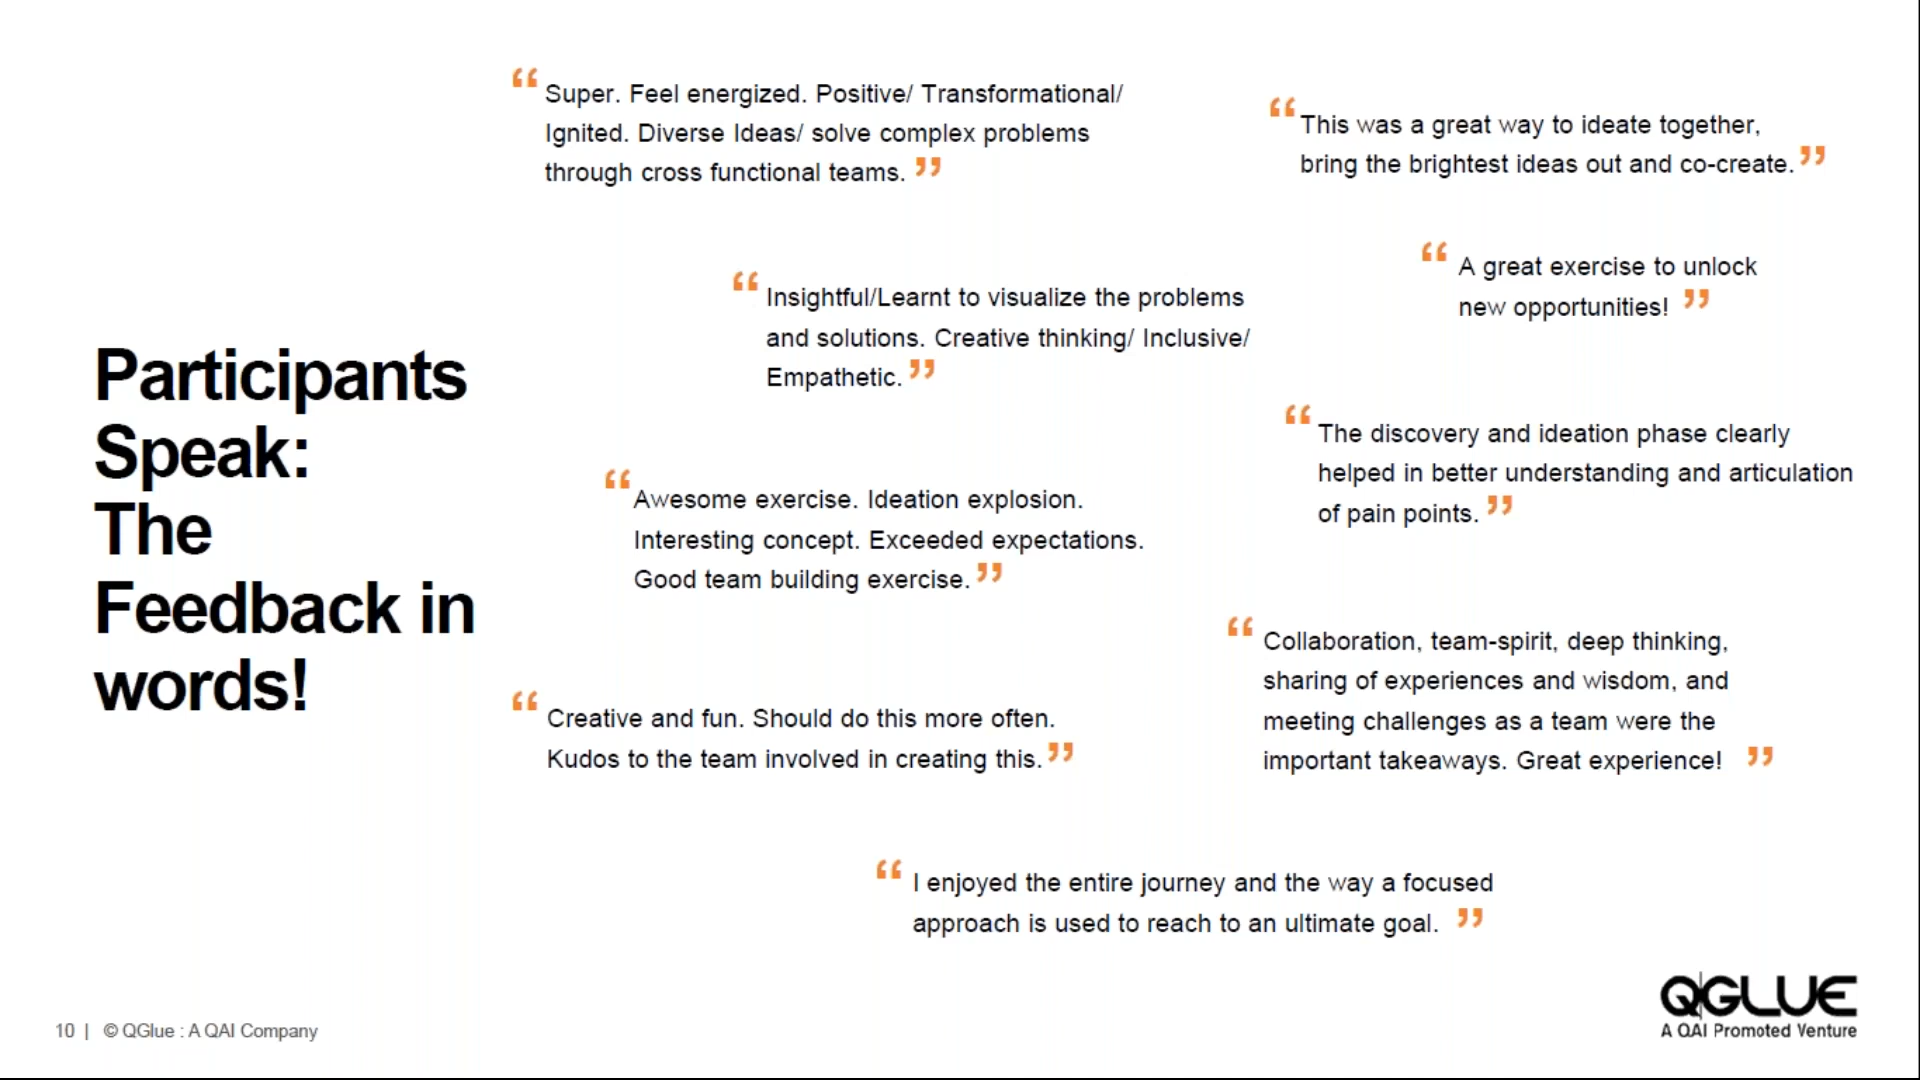 Participants
Speak:
The
Feedback in
words!
“Super. Feel energized. Positive/ Transformational/
Ignited. Diverse Ideas/ solve complex problems
through cross functional teams.”
“This was a great way to ideate together,
bring the brightest ideas out and co-create.”
“A great exercise to unlock
new opportunities!”
“Insightful/Learnt to visualize the problems
and solutions. Creative thinking/ Inclusive/
Empathetic.”
“The discovery and ideation phase clearly
helped in better understanding and articulation
of pain points.”
“Awesome exercise. Ideation explosion.
Interesting concept. Exceeded expectations.
Good team building exercise.”
“Collaboration, team-spirit, deep thinking,
sharing of experiences and wisdom, and
meeting challenges as a team were the
important takeaways. Great experience!”
“Creative and fun. Should do this more often.
Kudos to the team involved in creating this.”
“I enjoyed the entire journey and the way a focused
approach is used to reach to an ultimate goal.”
10 | © QGlue : A QAI Company
QGLUE
A QAI Promoted Venture